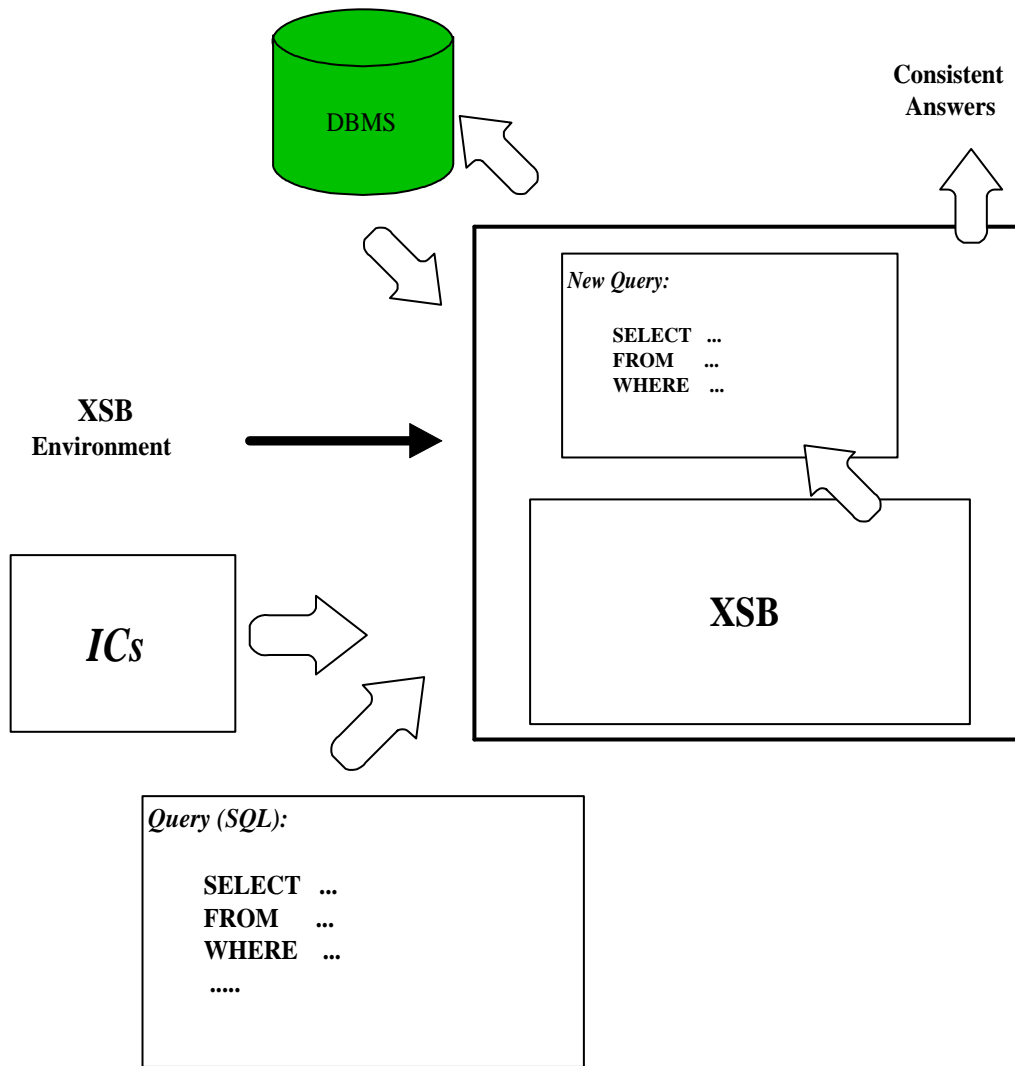 DBMS
Consistent
Answers
New Query:
SELECT ...
FROM ...
WHERE ...
XSB
Environment
XSB
ICs
Query (SQL):
SELECT ...
FROM ...
WHERE ...
.....